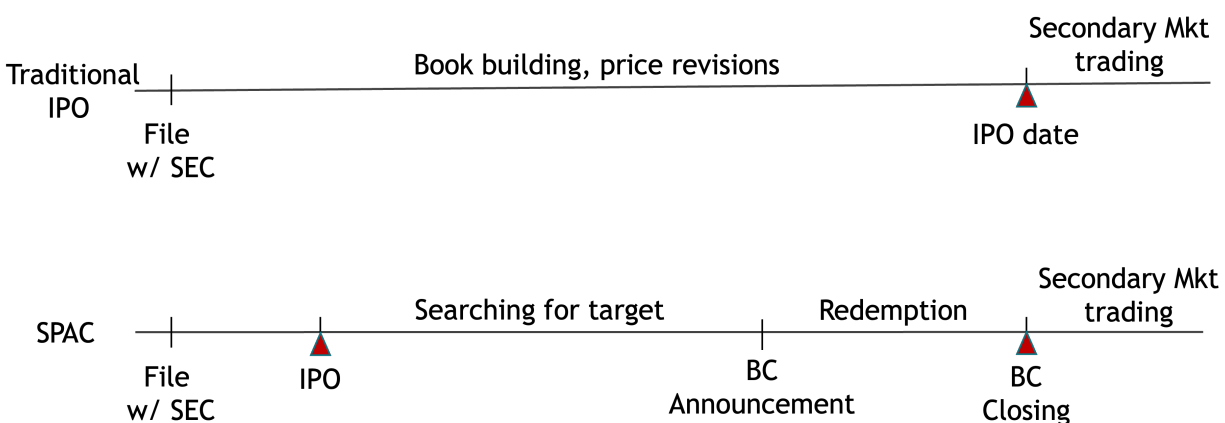 Secondary Mkt
trading
Book building, price revisions
Traditional
IPO
File
w/ SEC
IPO date
Secondary Mkt
trading
Searching for target
Redemption
SPAC
File
w/ SEC
IPO
BC
Announcement
BC
Closing